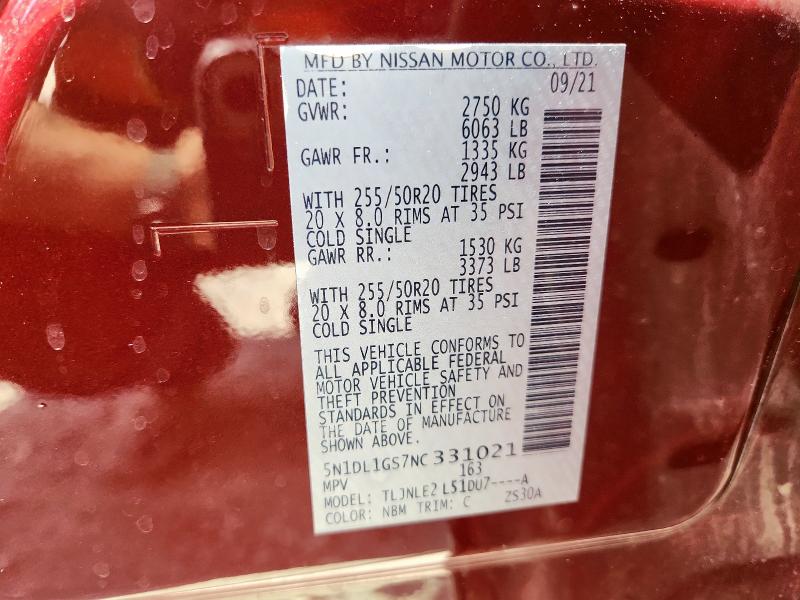 MFD BY NISSAN MOTOR CO., LTD.
DATE: 09/21
GVWR: 2750 KG
6063 LB
GAWR FR.: 1335 KG
2943 LB
WITH 255/50R20 TIRES
20 X 8.0 RIMS AT 35 PSI
COLD SINGLE
GAWR RR.: 1530 KG
3373 LB
WITH 255/50R20 TIRES
20 X 8.0 RIMS AT 35 PSI
COLD SINGLE
THIS VEHICLE CONFORMS TO
ALL APPLICABLE FEDERAL
MOTOR VEHICLE SAFETY AND
THEFT PREVENTION
STANDARDS IN EFFECT ON
THE DATE OF MANUFACTURE
SHOWN ABOVE.
5N1DL1GS7NC331021
MPV 163
MODEL: TLJNLE2 L51DU7----A
COLOR: NBM TRIM: C ZS30A